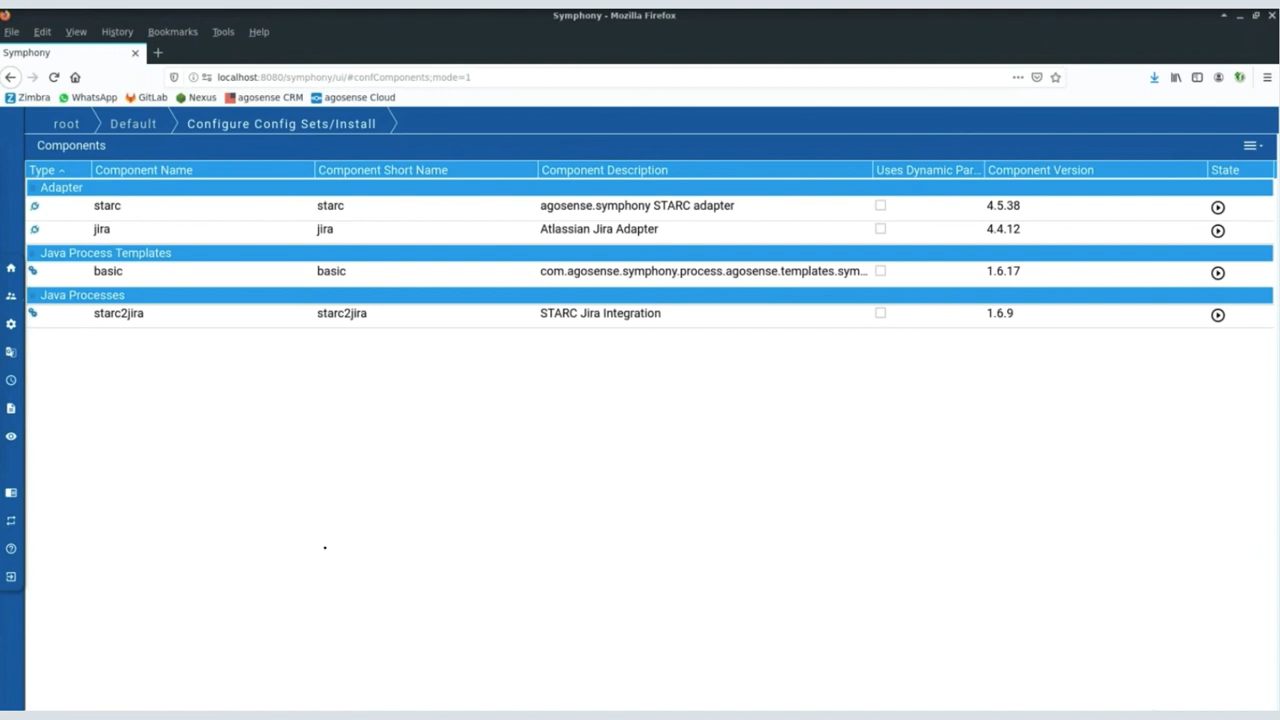 Symphony - Mozilla Firefox
File Edit View History Bookmarks Tools Help
Symphony
localhost:8080/symphony/ui/#confComponents;mode=1
Zimbra WhatsApp GitLab Nexus agosense CRM agosense Cloud
root Default Configure Config Sets/Install
Components
Type Component Name Component Short Name Component Description Uses Dynamic Par... Component Version State
Adapter
starc starc agosense.symphony STARC adapter 4.5.38
jira jira Atlassian Jira Adapter 4.4.12
Java Process Templates
basic basic com.agosense.symphony.process.agosense.templates.sym... 1.6.17
Java Processes
starc2jira starc2jira STARC Jira Integration 1.6.9